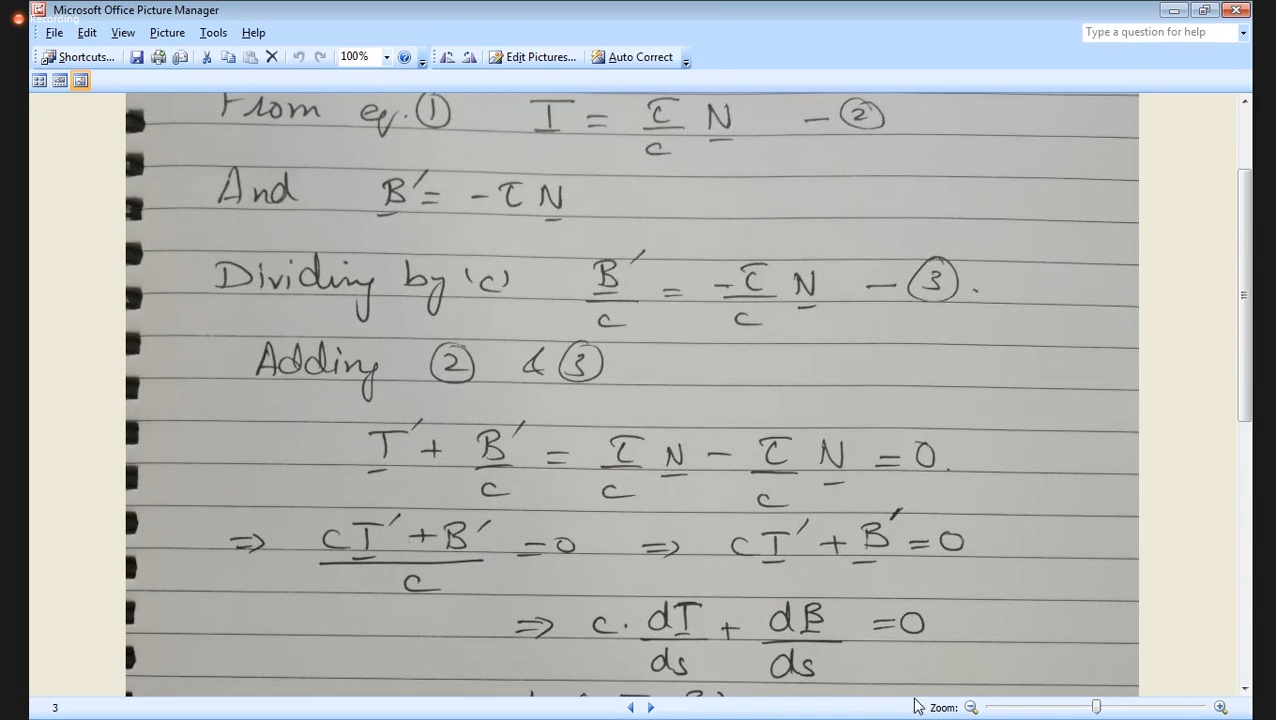 Microsoft Office Picture Manager
Recording
File Edit View Picture Tools Help
Type a question for help
Shortcuts... 100% Edit Pictures... Auto Correct
From eq. ① T = τ/c N — ②
And B′ = - τ N
Dividing by 'c' B′/c = -τ/c N — ③.
Adding ② & ③
T′ + B′/c = τ/c N - τ/c N = 0.
⇒ cT′ + B′/c = 0 ⇒ cT′ + B′ = 0
⇒ c. dT/ds + dB/ds = 0
3 Zoom: